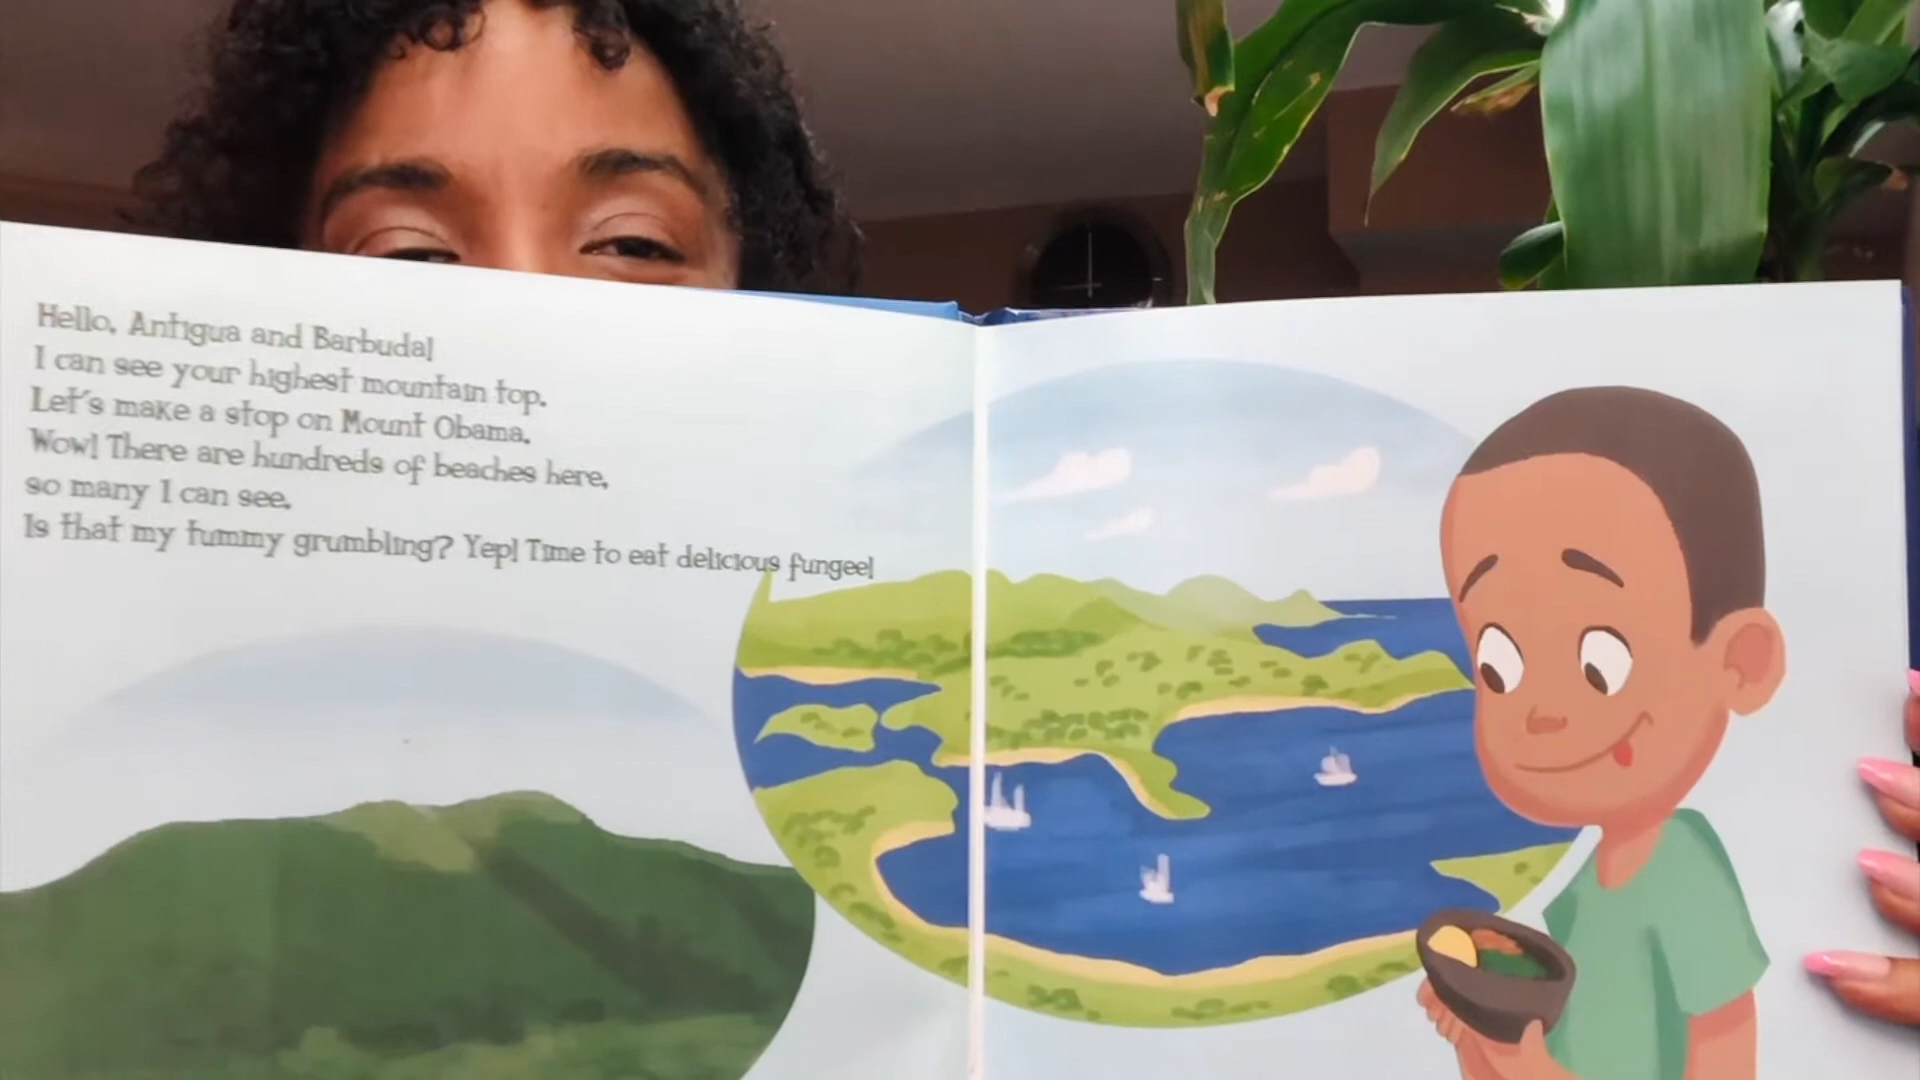 Hello, Antigua and Barbuda!
I can see your highest mountain top.
Let's make a stop on Mount Obama.
Wow! There are hundreds of beaches here,
so many I can see.
Is that my tummy grumbling? Yep! Time to eat delicious fungee!